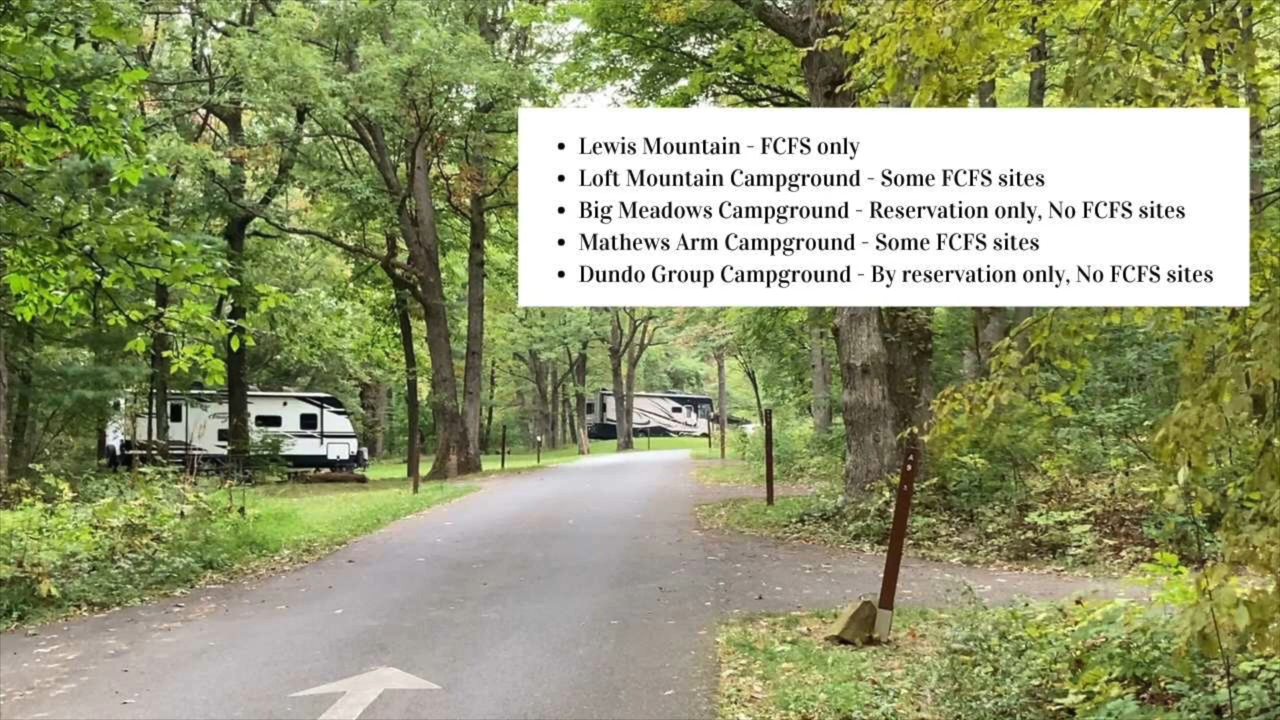 • Lewis Mountain - FCFS only
• Loft Mountain Campground - Some FCFS sites
• Big Meadows Campground - Reservation only, No FCFS sites
• Mathews Arm Campground - Some FCFS sites
• Dundo Group Campground - By reservation only, No FCFS sites